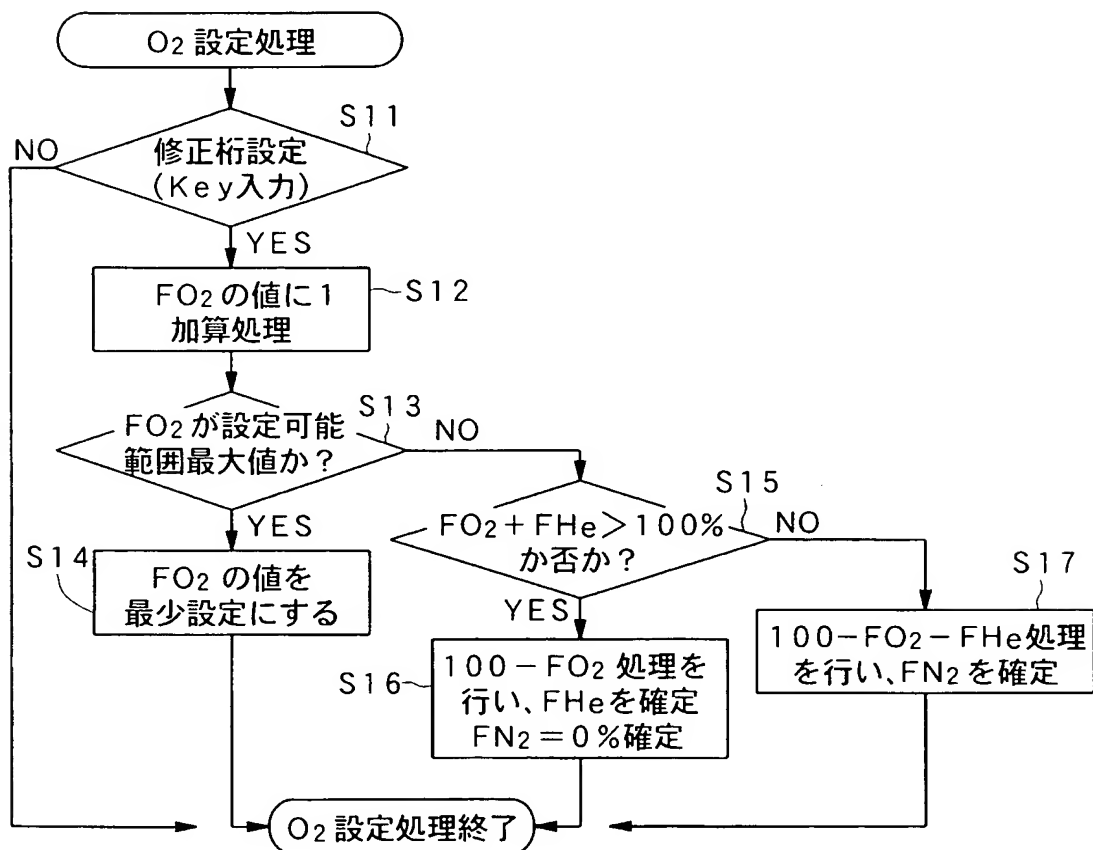 O₂ 設定処理
S11
NO
修正桁設定
(Key入力)
YES
FO₂の値に1
加算処理
S12
S13
FO₂が設定可能
範囲最大値か?
NO
YES
S14
FO₂の値を
最少設定にする
S15
FO₂+FHe>100%
か否か?
NO
YES
S16
100-FO₂処理を
行い、FHeを確定
FN₂=0%確定
S17
100-FO₂-FHe処理
を行い、FN₂を確定
O₂設定処理終了